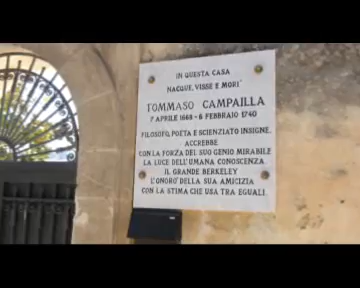 IN QUESTA CASA
NACQUE, VISSE E MORI'
TOMMASO CAMPAILLA
7 APRILE 1668 - 6 FEBBRAIO 1740
FILOSOFO, POETA E SCIENZIATO INSIGNE.
ACCREBBE
CON LA FORZA DEL SUO GENIO MIRABILE
LA LUCE DELL'UMANA CONOSCENZA.
IL GRANDE BERKELEY
L'ONORÒ DELLA SUA AMICIZIA
CON LA STIMA CHE USA TRA EGUALI.